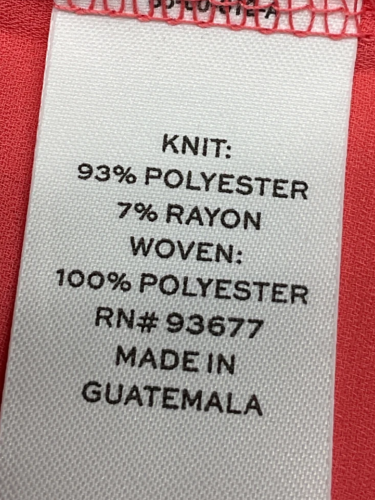 KNIT:
93% POLYESTER
7% RAYON
WOVEN:
100% POLYESTER
RN# 93677
MADE IN
GUATEMALA